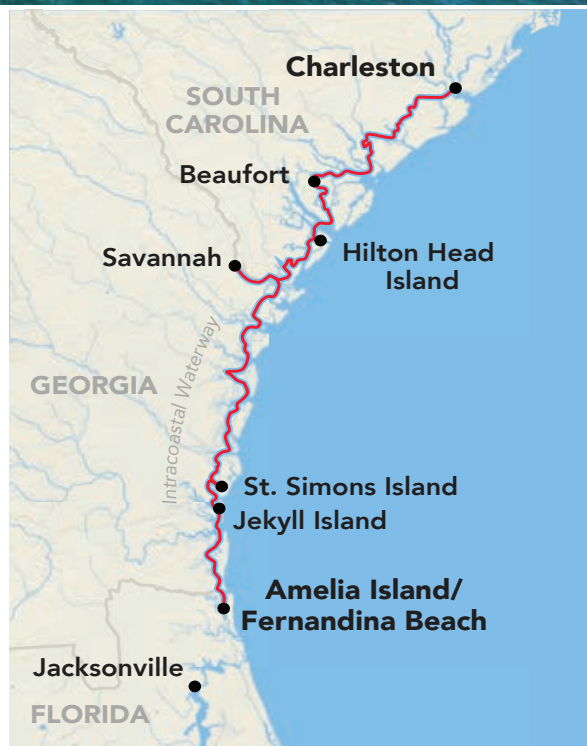 Charleston
SOUTH
CAROLINA
Beaufort
Savannah
Hilton Head
Island
GEORGIA
Intracoastal Waterway
St. Simons Island
Jekyll Island
Amelia Island/
Fernandina Beach
Jacksonville
FLORIDA